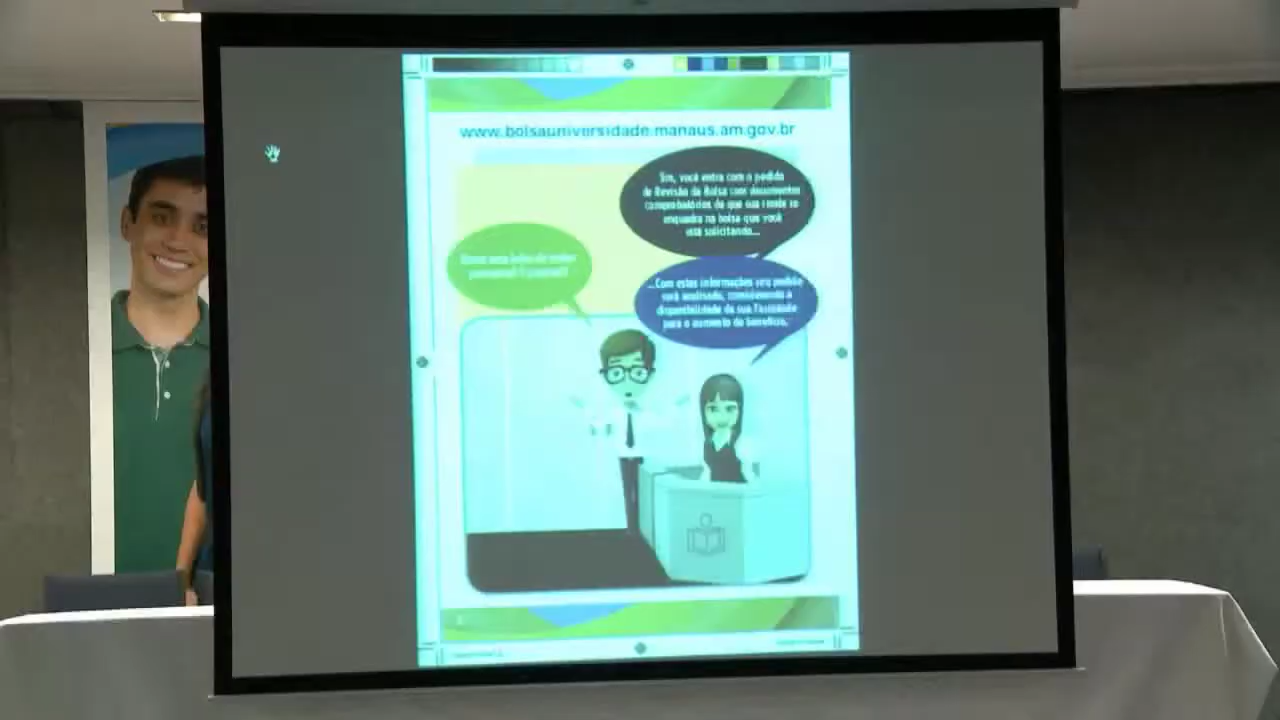 www.bolsauniversidade.manaus.am.gov.br
Sim, você entra com o pedido
de Revisão da Bolsa com documentos
comprobatórios de que sua renda se
enquadra na bolsa que você
está solicitando...
...Com estas informações seu pedido
será analisado, considerando a
disponibilidade da sua Faculdade
para o aumento do benefício.